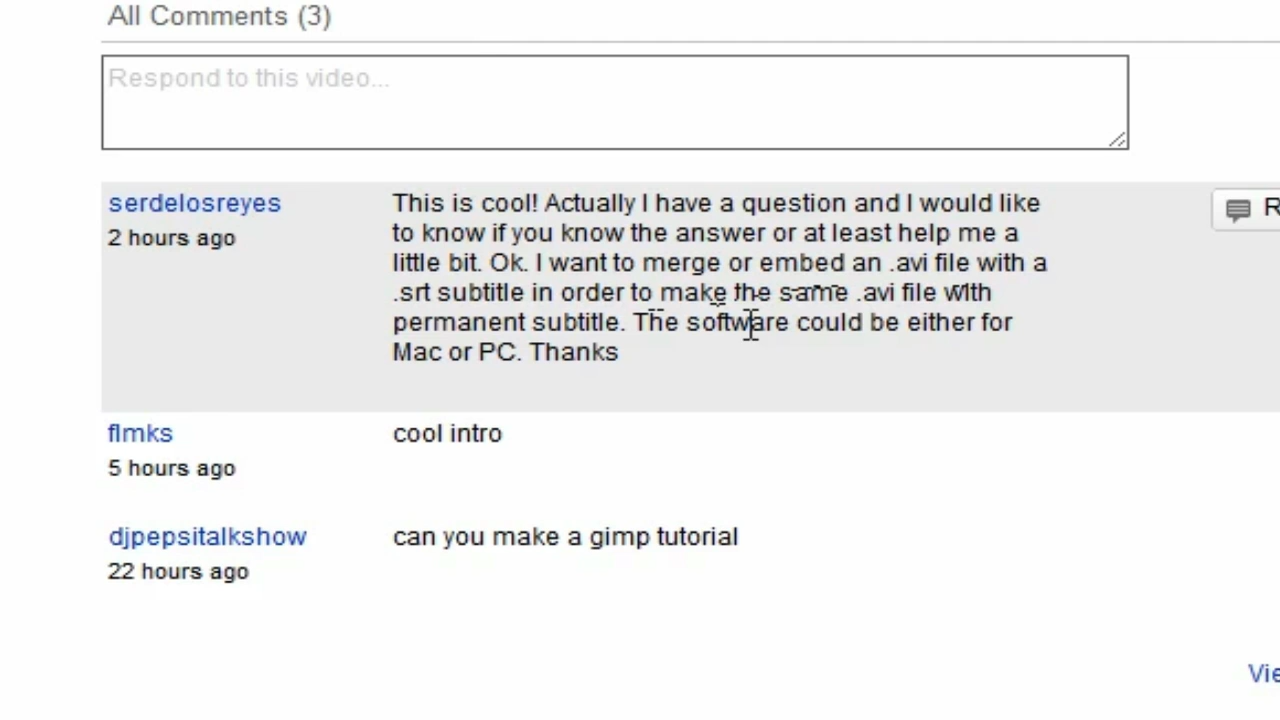 All Comments (3)
Respond to this video...
serdelosreyes
2 hours ago
This is cool! Actually I have a question and I would like
to know if you know the answer or at least help me a
little bit. Ok. I want to merge or embed an .avi file with a
.srt subtitle in order to make the same .avi file with
permanent subtitle. The software could be either for
Mac or PC. Thanks
flmks
5 hours ago
cool intro
djpepsitalkshow
22 hours ago
can you make a gimp tutorial